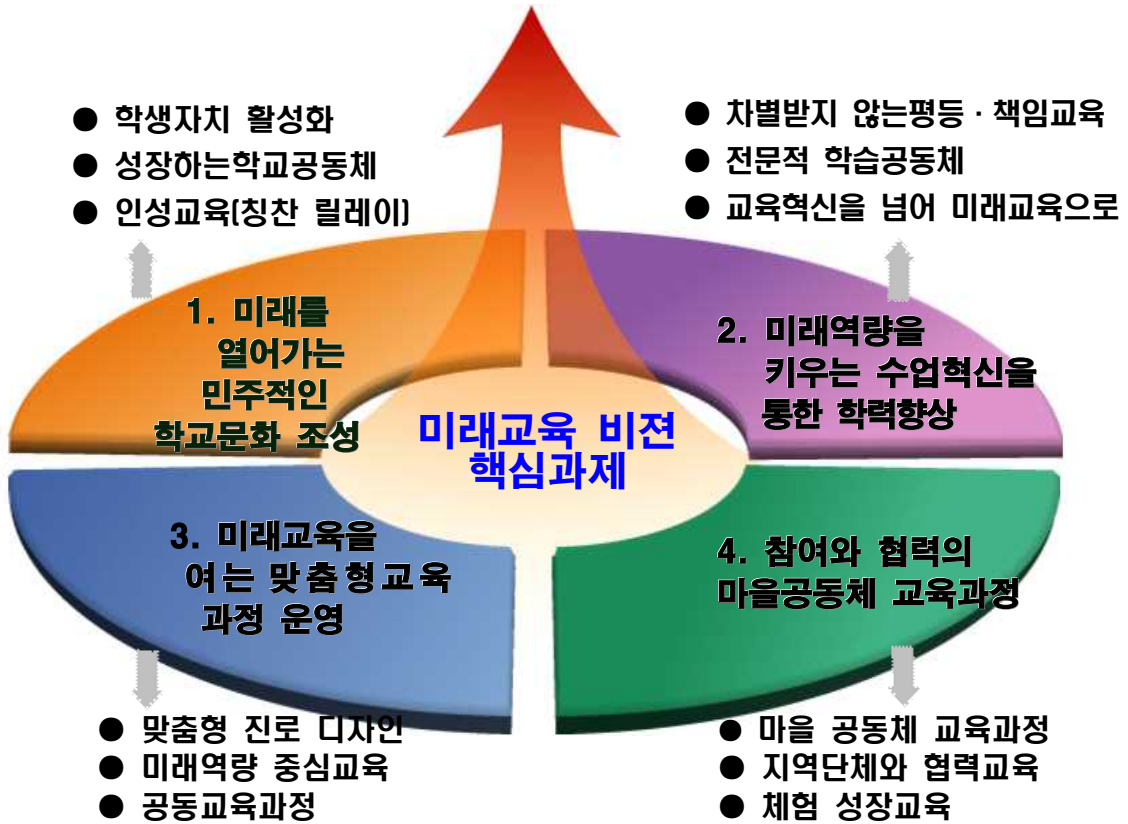 ● 학생자치 활성화
● 성장하는학교공동체
● 인성교육(칭찬 릴레이)
● 차별받지 않는평등·책임교육
● 전문적 학습공동체
● 교육혁신을 넘어 미래교육으로
1. 미래를
열어가는
민주적인
학교문화 조성
2. 미래역량을
키우는 수업혁신을
통한 학력향상
미래교육 비젼
핵심과제
3. 미래교육을
여는 맞춤형교육
과정 운영
4. 참여와 협력의
마을공동체 교육과정
● 맞춤형 진로 디자인
● 미래역량 중심교육
● 공동교육과정
● 마을 공동체 교육과정
● 지역단체와 협력교육
● 체험 성장교육